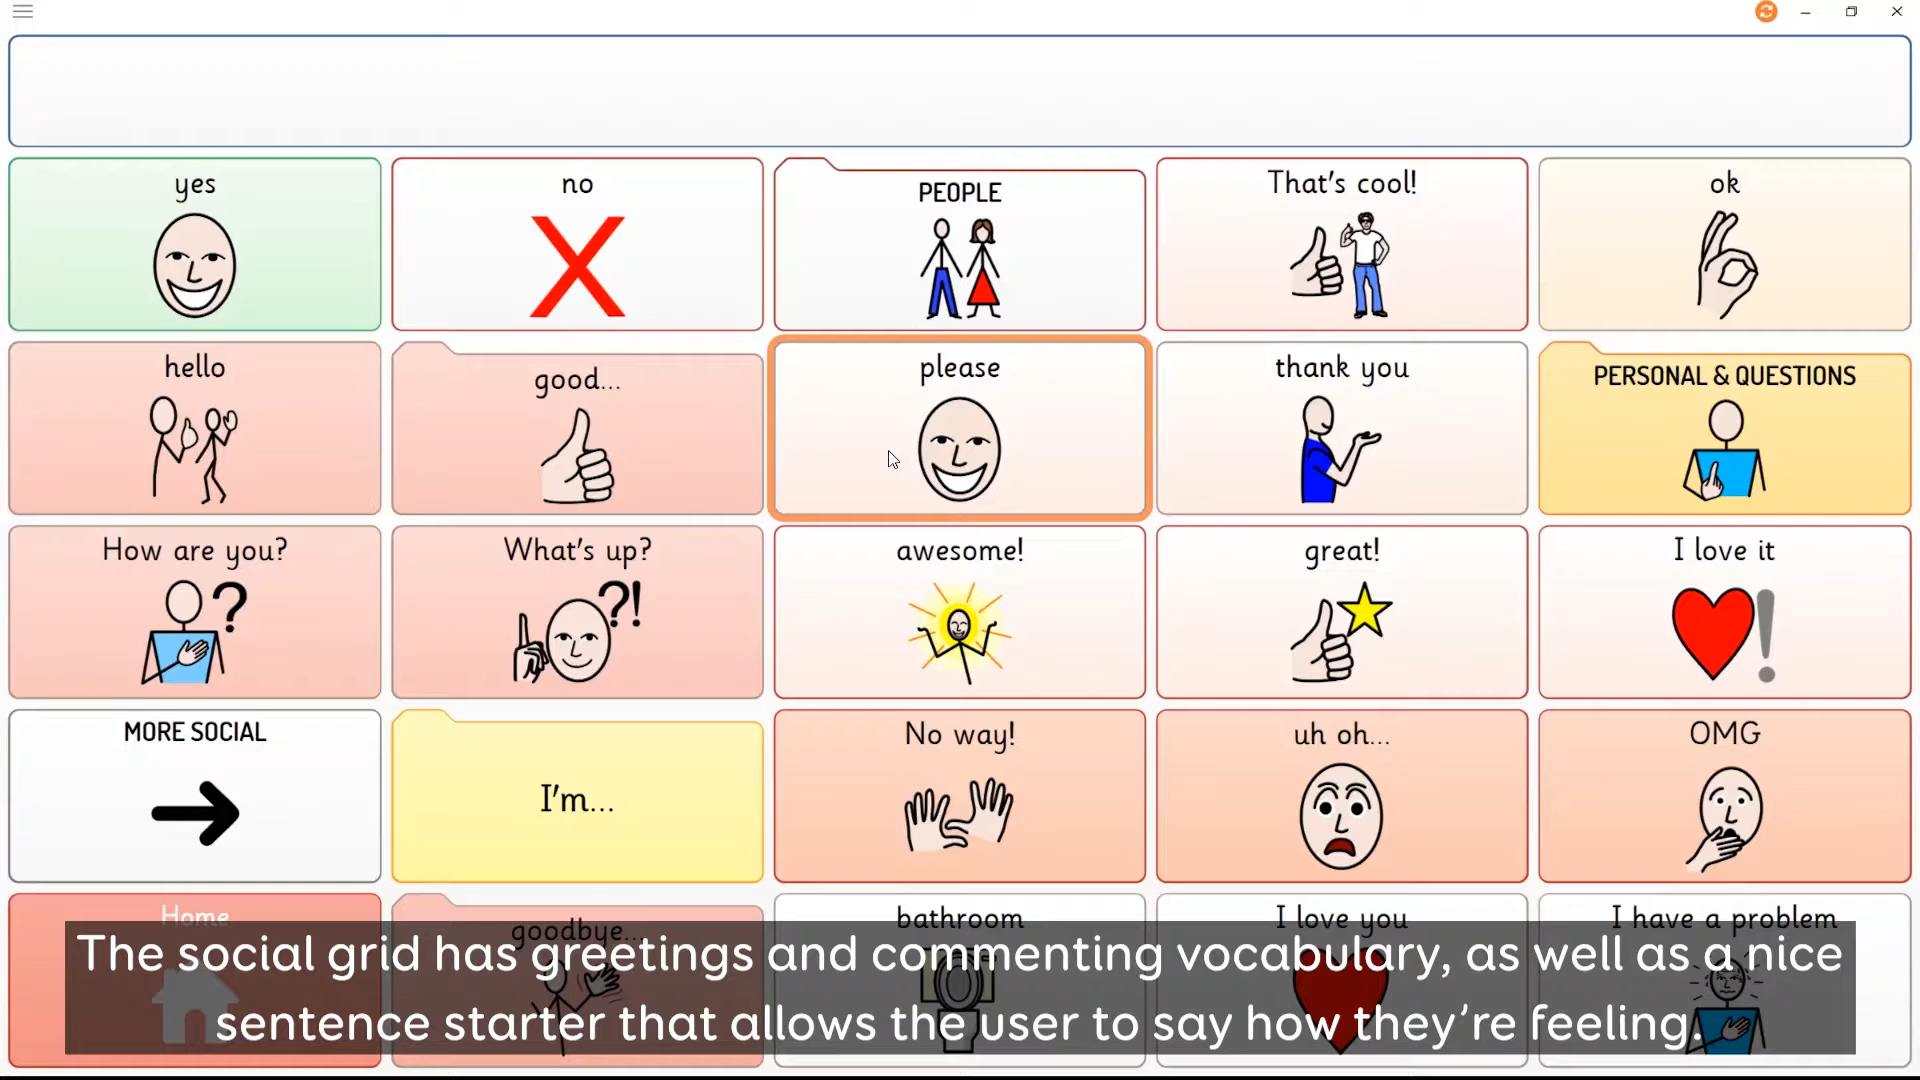 yes
no
PEOPLE
That's cool!
ok
hello
good...
please
thank you
PERSONAL & QUESTIONS
How are you?
What's up?
?
?!
awesome!
great!
I love it
MORE SOCIAL
I'm...
No way!
uh oh...
OMG
Home
goodbye...
bathroom
I love you
I have a problem
The social grid has greetings and commenting vocabulary, as well as a nice
sentence starter that allows the user to say how they're feeling.